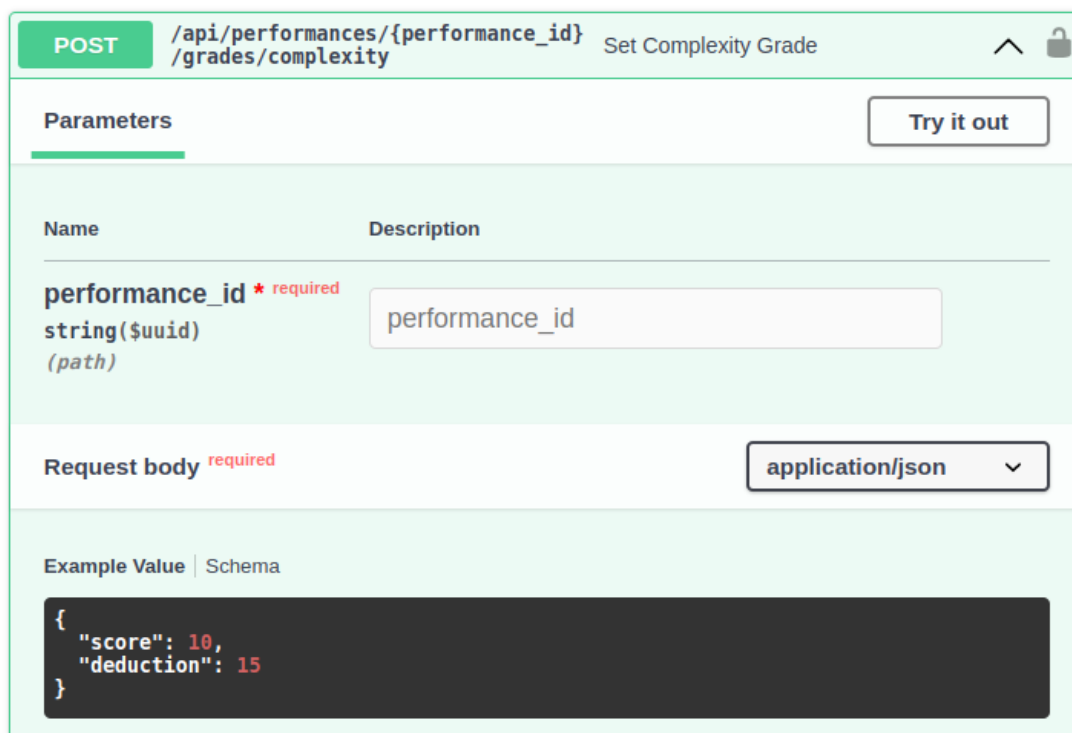 POST /api/performances/{performance_id}
/grades/complexity Set Complexity Grade
Parameters Try it out
Name Description
performance_id * required performance_id
string($uuid)
(path)
Request body required application/json
Example Value Schema
{
"score": 10,
"deduction": 15
}